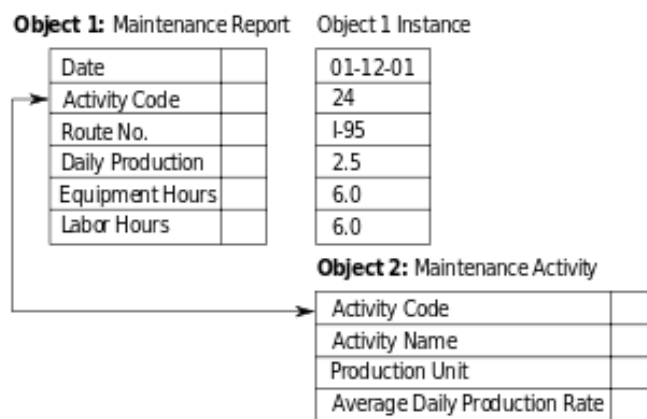 Object 1: Maintenance Report Object 1 Instance
Date 01-12-01
Activity Code 24
Route No. I-95
Daily Production 2.5
Equipment Hours 6.0
Labor Hours 6.0
Object 2: Maintenance Activity
Activity Code
Activity Name
Production Unit
Average Daily Production Rate